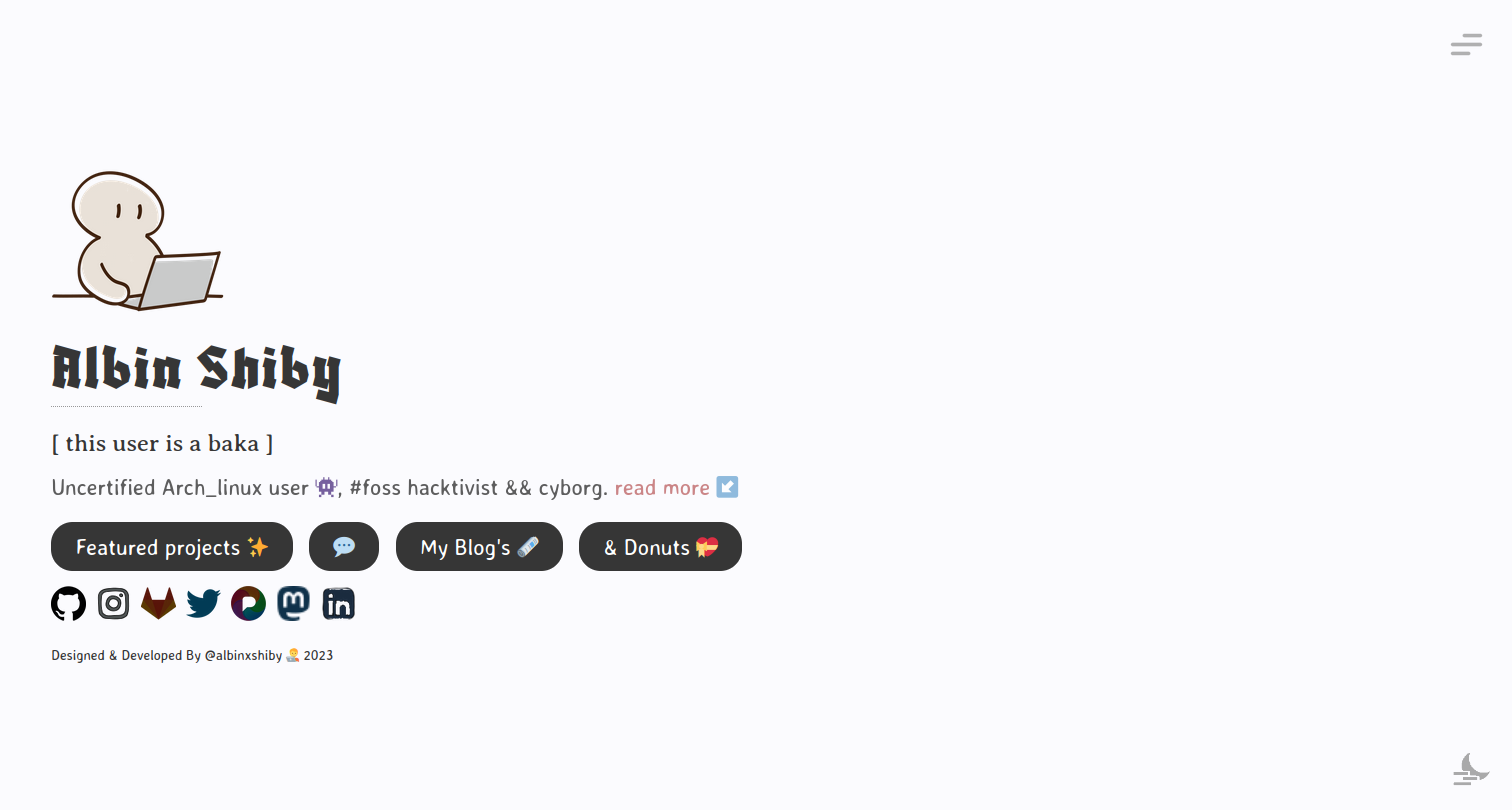 Albin Shiby
[ this user is a baka ]
Uncertified Arch_linux user 👾, #foss hacktivist && cyborg. read more ↙️
Featured projects ✨
💬
My Blog's 🗞️
& Donuts 💝
in
Designed & Developed By @albinxshiby 🧑‍💻 2023